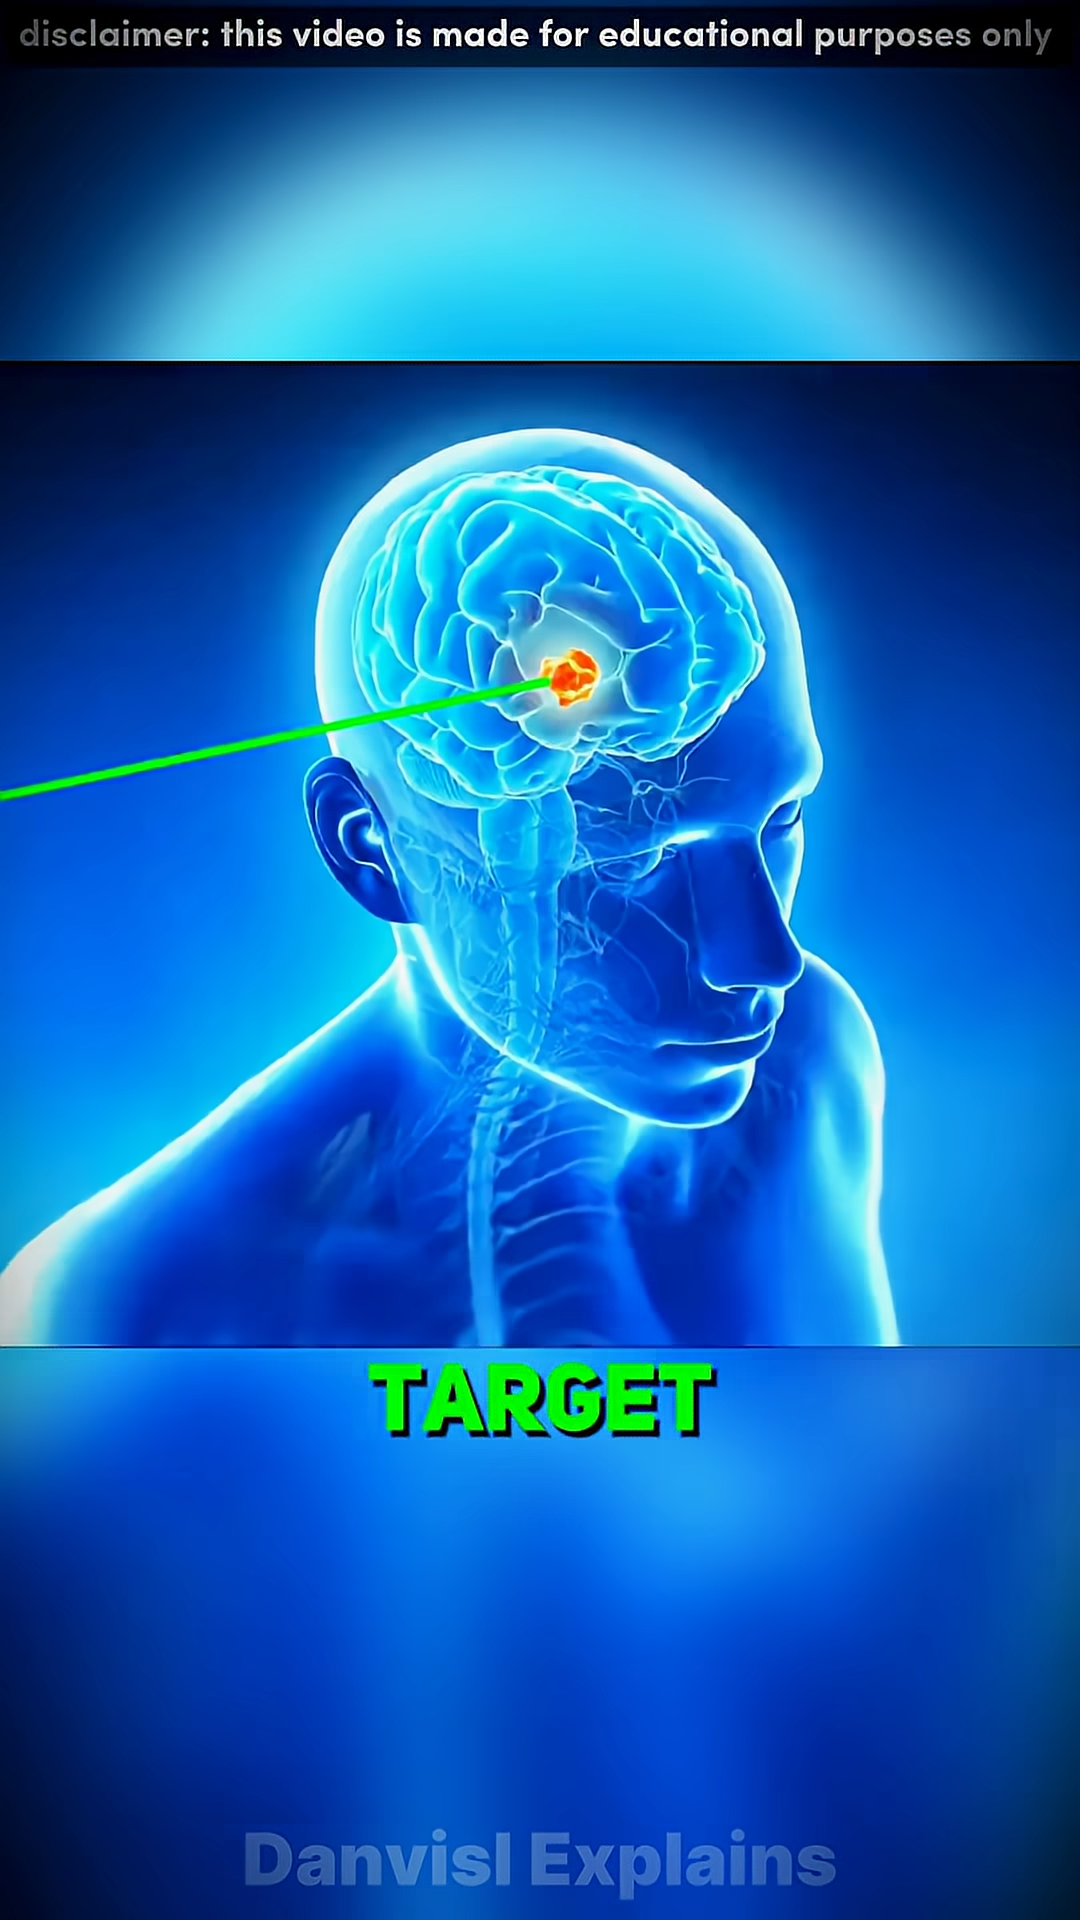 disclaimer: this video is made for educational purposes only
TARGET
Danvisl Explains